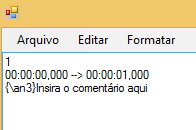 Arquivo Editar Formatar
1
00:00:00,000 --> 00:00:01,000
{\an3}Insira o comentário aqui